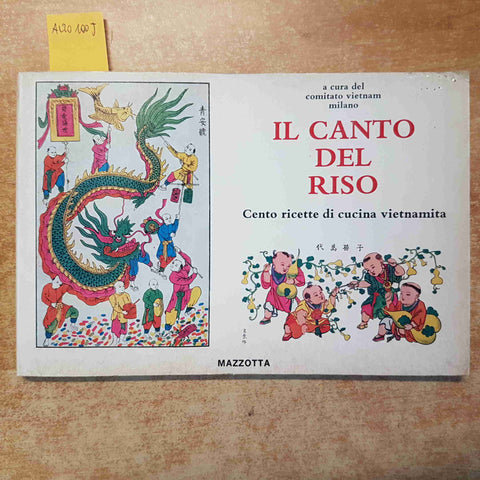 A120 100 J
a cura del
comitato vietnam
milano
IL CANTO
DEL
RISO
Cento ricette di cucina vietnamita
MAZZOTTA